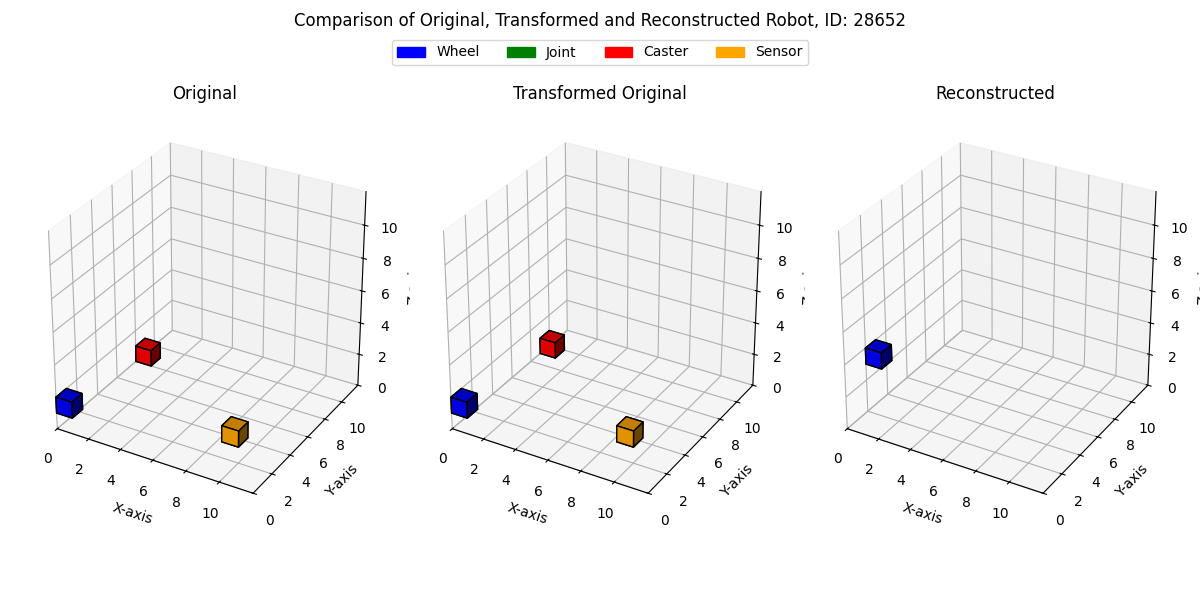 Comparison of Original, Transformed and Reconstructed Robot, ID: 28652
Wheel Joint Caster Sensor
Original
Transformed Original
Reconstructed
0 2 4 6 8 10
X-axis
0 2 4 6 8 10
Y-axis
0 2 4 6 8 10
0 2 4 6 8 10
X-axis
0 2 4 6 8 10
Y-axis
0 2 4 6 8 10
0 2 4 6 8 10
X-axis
0 2 4 6 8 10
Y-axis
0 2 4 6 8 10